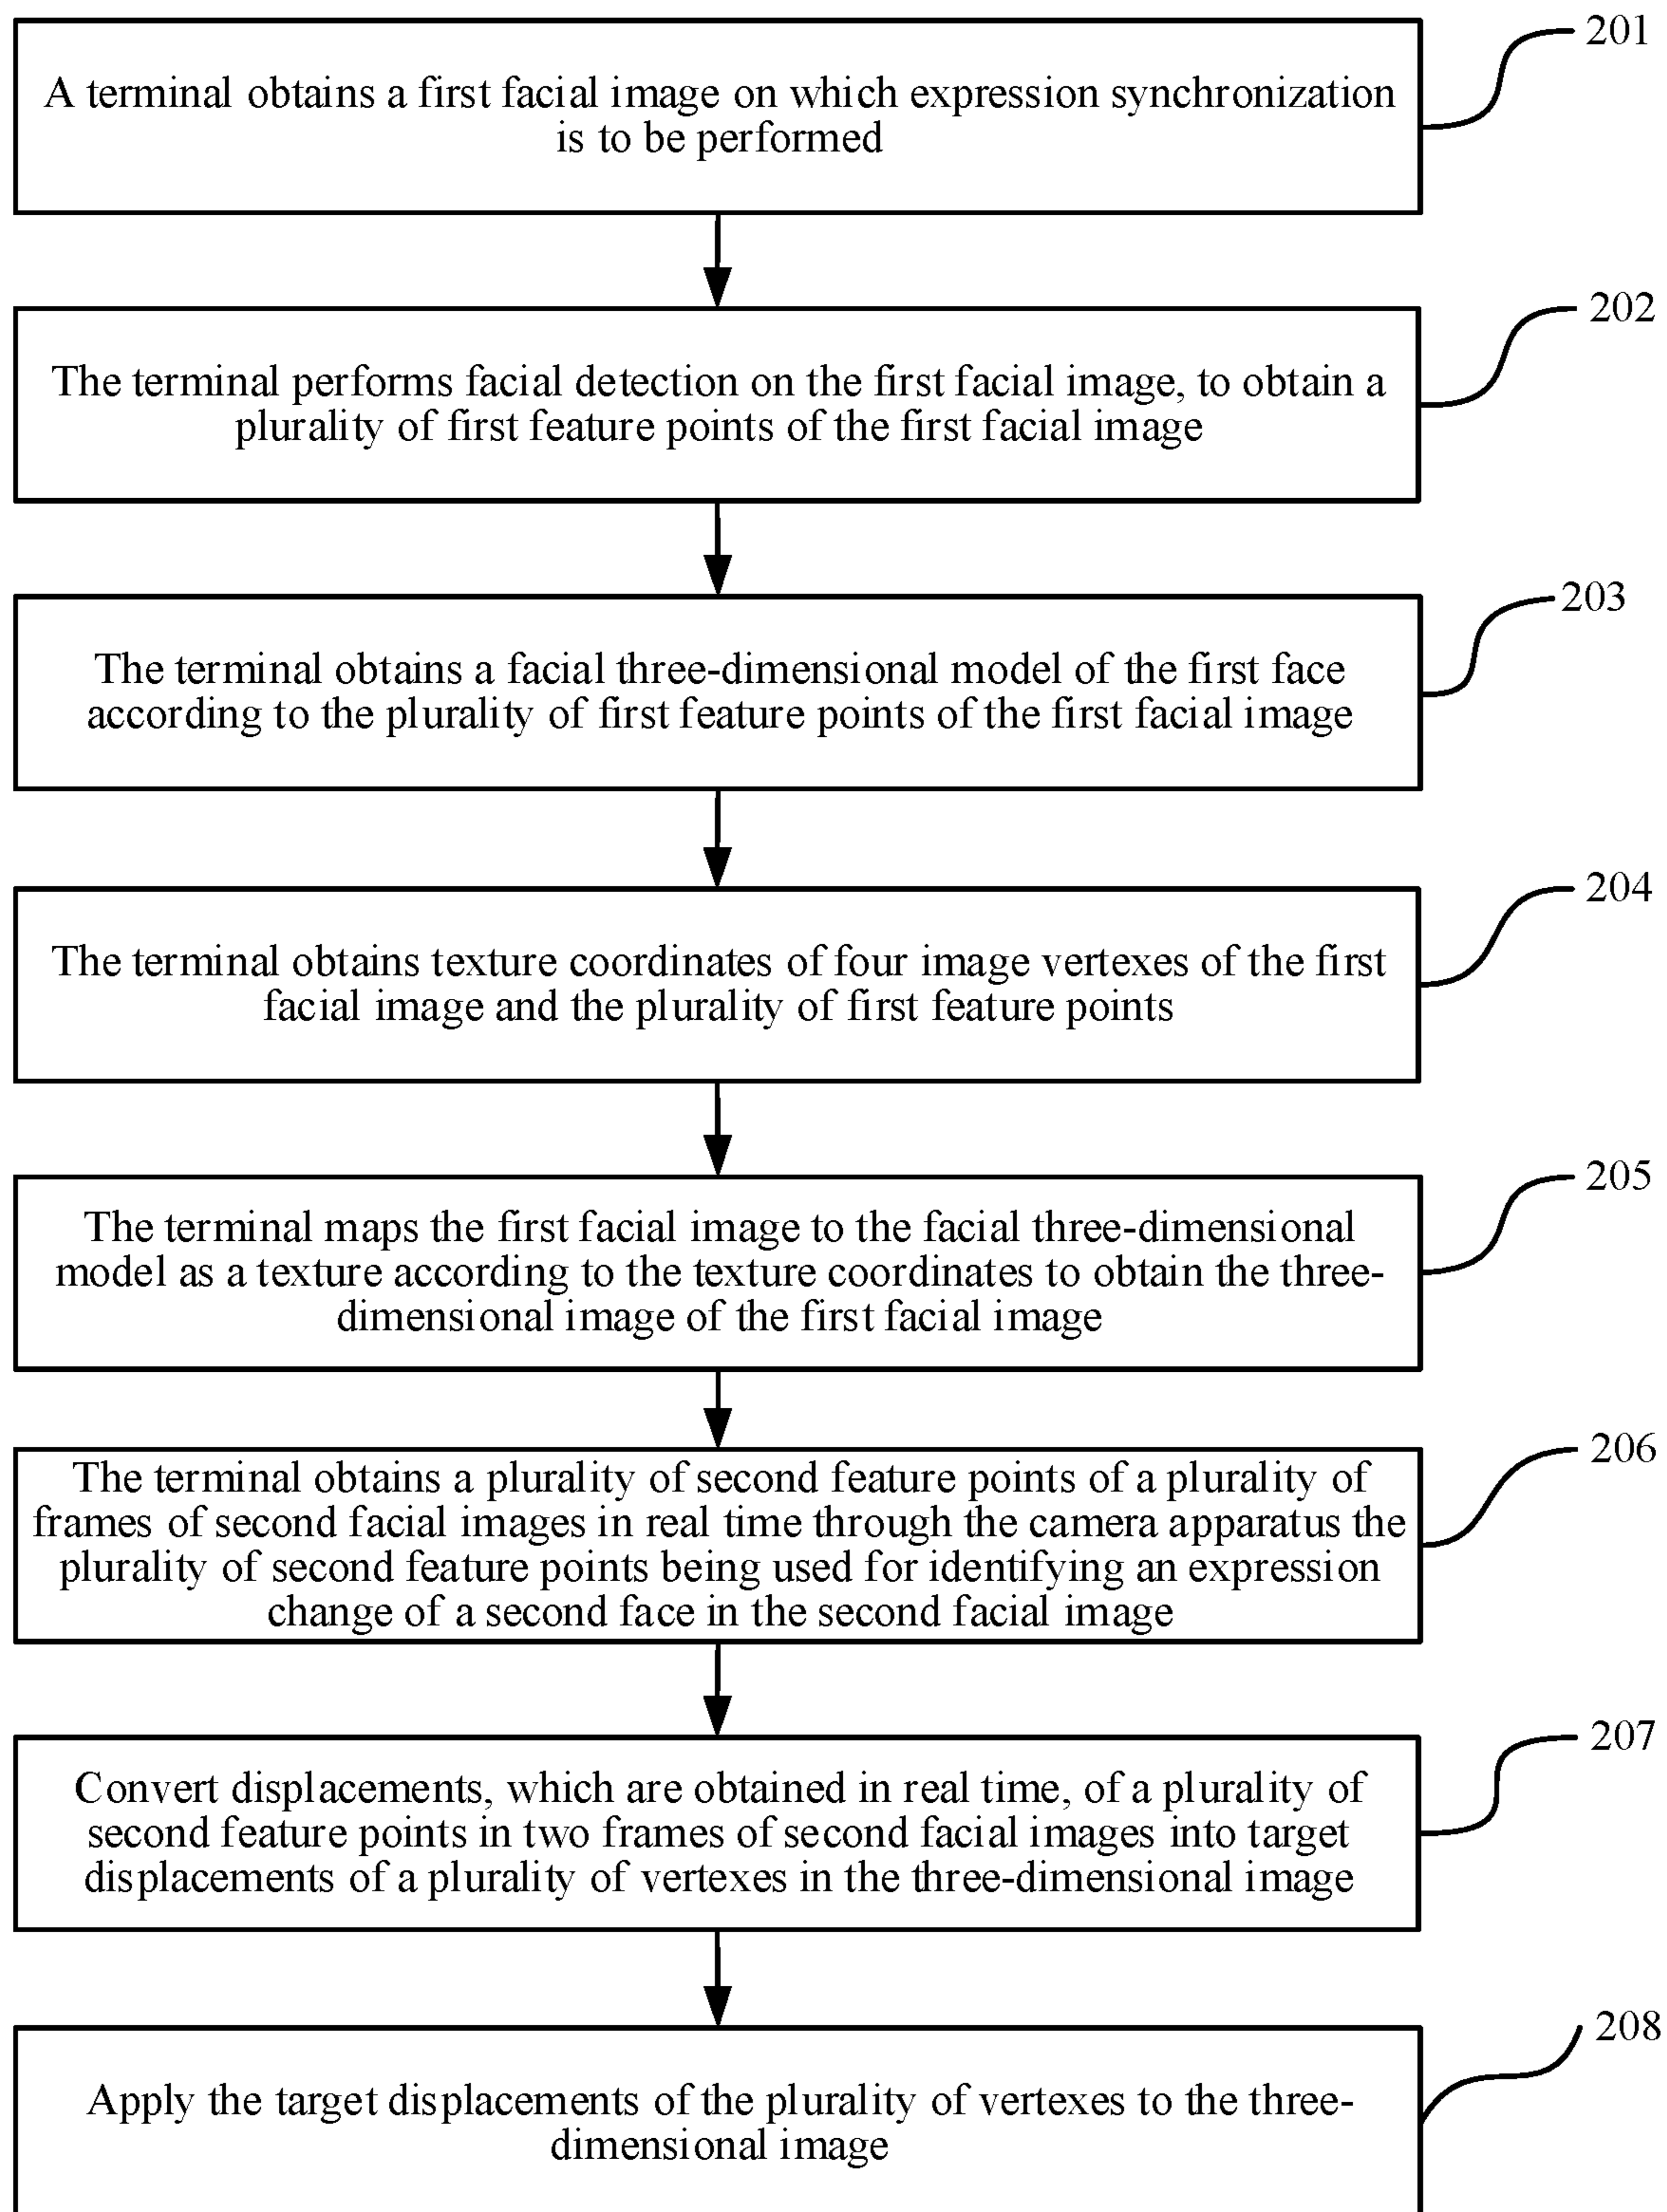 201
A terminal obtains a first facial image on which expression synchronization
is to be performed
202
The terminal performs facial detection on the first facial image, to obtain a
plurality of first feature points of the first facial image
203
The terminal obtains a facial three-dimensional model of the first face
according to the plurality of first feature points of the first facial image
204
The terminal obtains texture coordinates of four image vertexes of the first
facial image and the plurality of first feature points
205
The terminal maps the first facial image to the facial three-dimensional
model as a texture according to the texture coordinates to obtain the three-
dimensional image of the first facial image
206
The terminal obtains a plurality of second feature points of a plurality of
frames of second facial images in real time through the camera apparatus the
plurality of second feature points being used for identifying an expression
change of a second face in the second facial image
207
Convert displacements, which are obtained in real time, of a plurality of
second feature points in two frames of second facial images into target
displacements of a plurality of vertexes in the three-dimensional image
208
Apply the target displacements of the plurality of vertexes to the three-
dimensional image